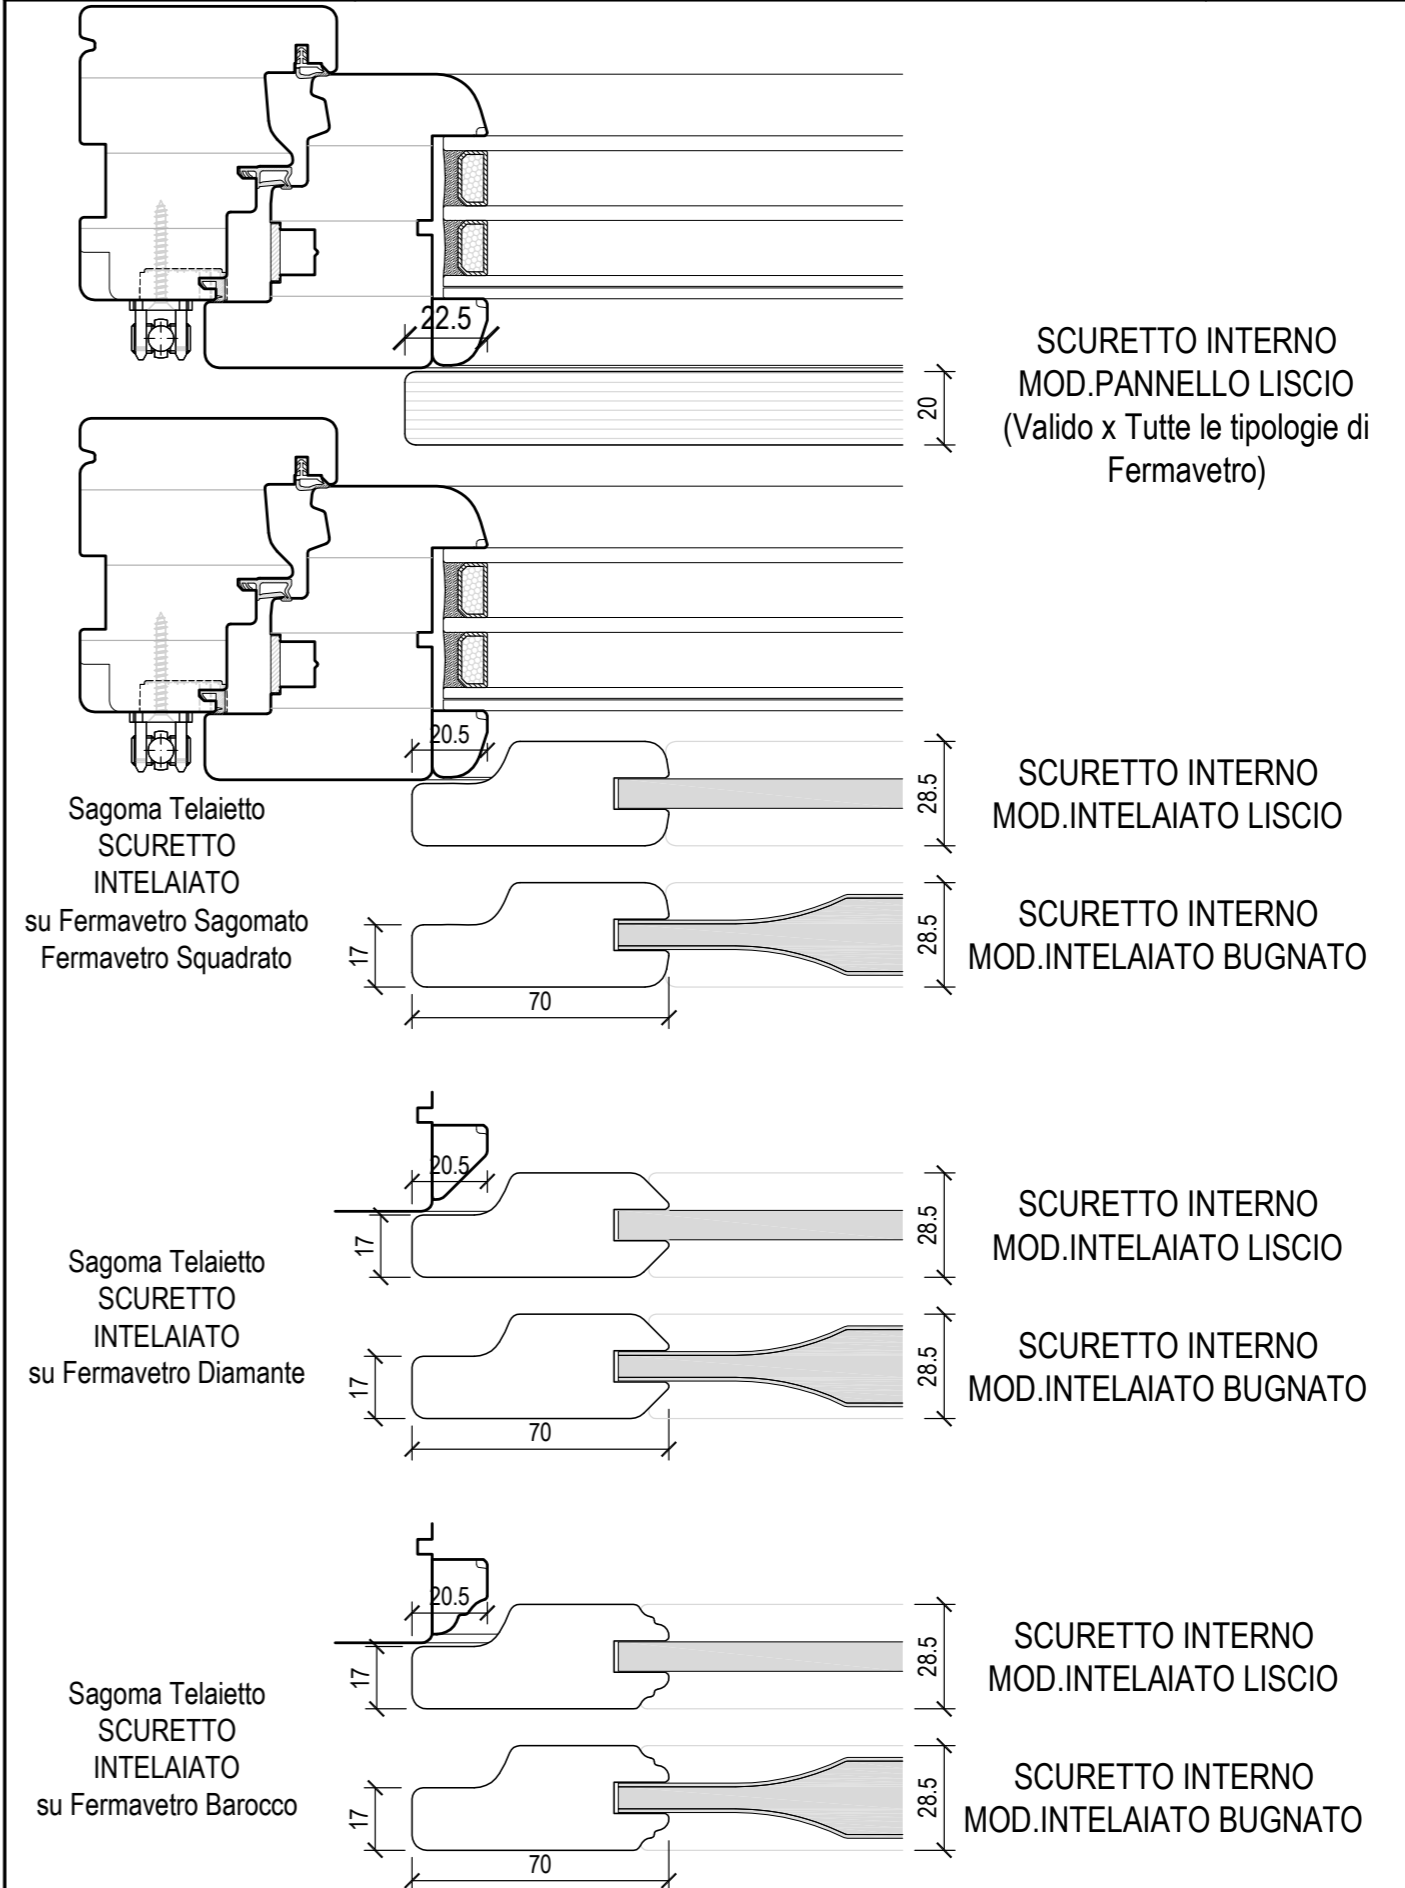 22.5
SCURETTO INTERNO
MOD.PANNELLO LISCIO
(Valido x Tutte le tipologie di
Fermavetro)
20
20.5
Sagoma Telaietto
SCURETTO
INTELAIATO
su Fermavetro Sagomato
Fermavetro Squadrato
28.5
SCURETTO INTERNO
MOD.INTELAIATO LISCIO
17
70
28.5
SCURETTO INTERNO
MOD.INTELAIATO BUGNATO
20.5
17
28.5
SCURETTO INTERNO
MOD.INTELAIATO LISCIO
Sagoma Telaietto
SCURETTO
INTELAIATO
su Fermavetro Diamante
17
70
28.5
SCURETTO INTERNO
MOD.INTELAIATO BUGNATO
20.5
17
28.5
SCURETTO INTERNO
MOD.INTELAIATO LISCIO
Sagoma Telaietto
SCURETTO
INTELAIATO
su Fermavetro Barocco
17
70
28.5
SCURETTO INTERNO
MOD.INTELAIATO BUGNATO